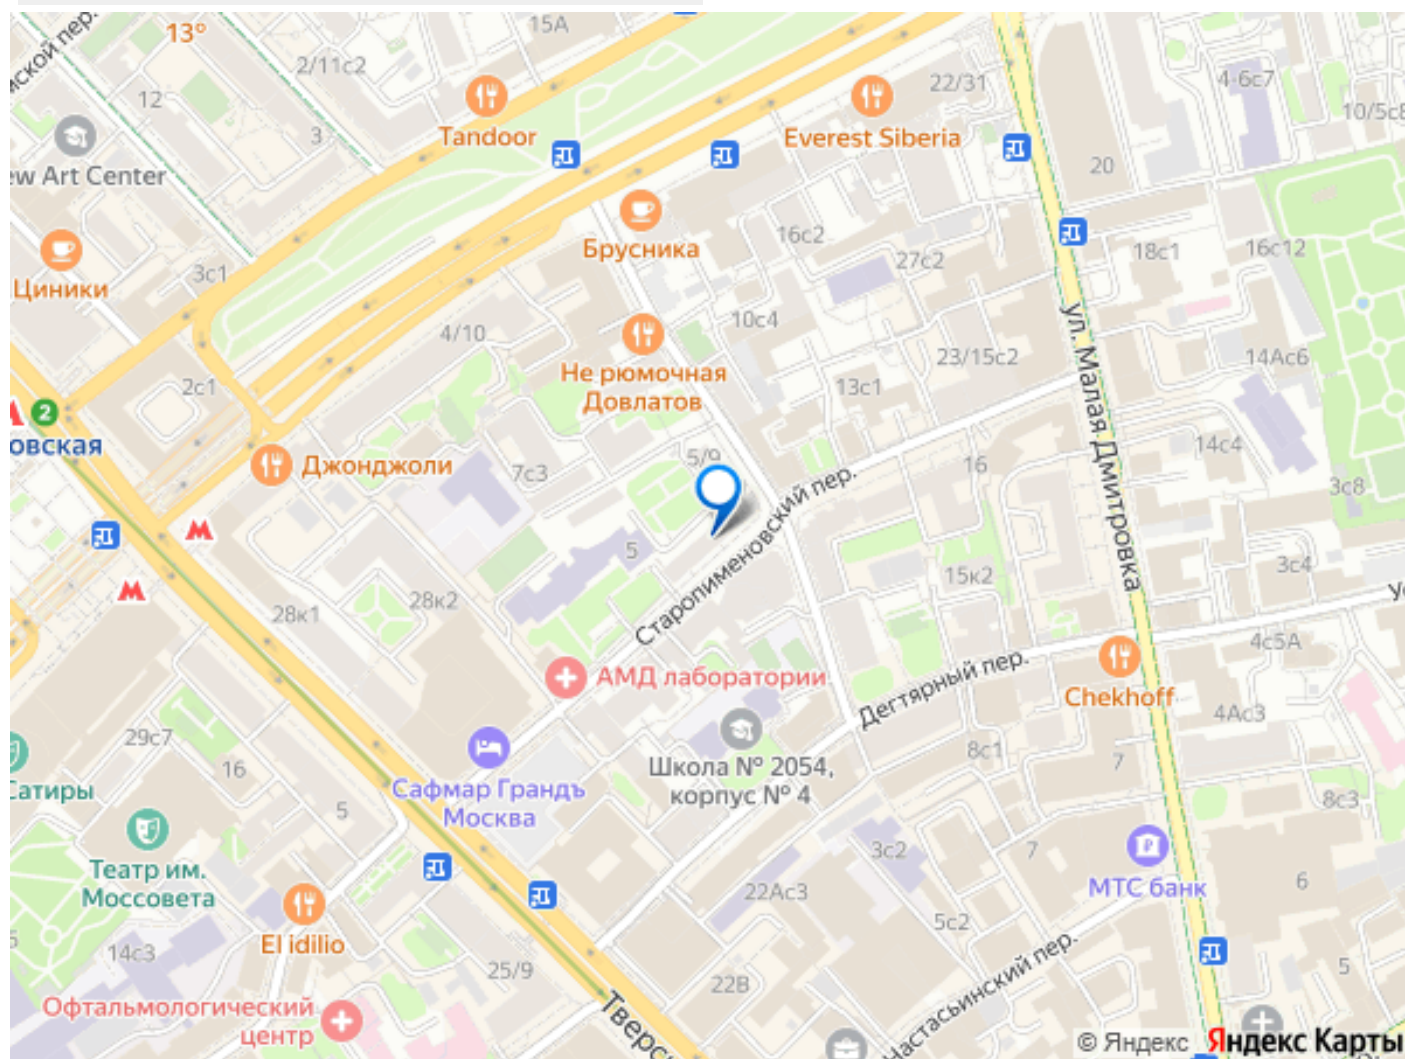 15А
13°
2/11с2
ской пер.
12
3
Tandoor
22/31
Everest Siberia
4-6с7
10/5с8
ew Art Center
20
Циники
3с1
Брусника
16с2
27с2
18с1
16с12
4/10
10с4
ул. Малая Дмитровка
2с1
Не рюмочная
Довлатов
23/15с2
13с1
14Ас6
2
овская
Джонджоли
7с3
5/9
Старопименовский пер.
16
14с4
3с8
5
28к1
28к2
15к2
3с4
Ус
4с5А
АМД лаборатории
Дегтярный пер.
Chekhoff
4Ас3
29с7
16
Сатиры
5
Сафмар Грандъ
Москва
Школа № 2054,
корпус № 4
8с1
7
8с3
Театр им.
Моссовета
3с2
7
МТС банк
22Ас3
6
El idilio
5
14с3
5с2
25/9
22В
Настасьинский пер.
5
Офтальмологический
центр
Тверс
© Яндекс Яндекс Карты